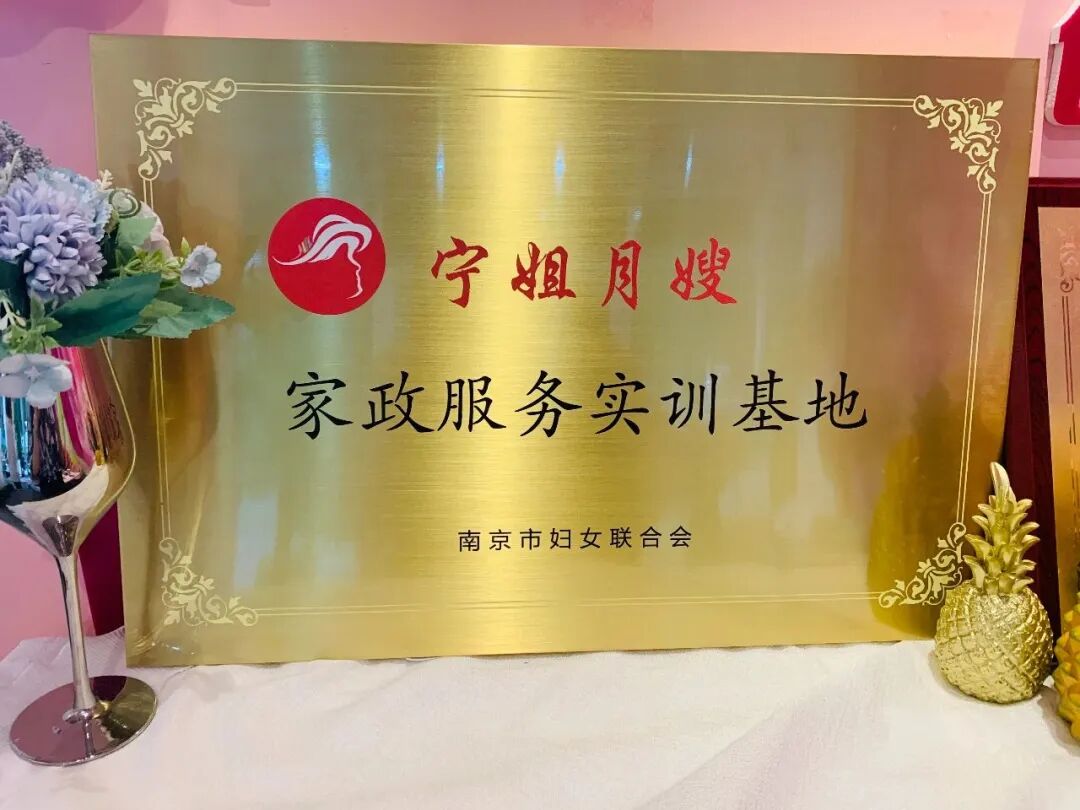 宁姐月嫂
家政服务实训基地
南京市妇女联合会